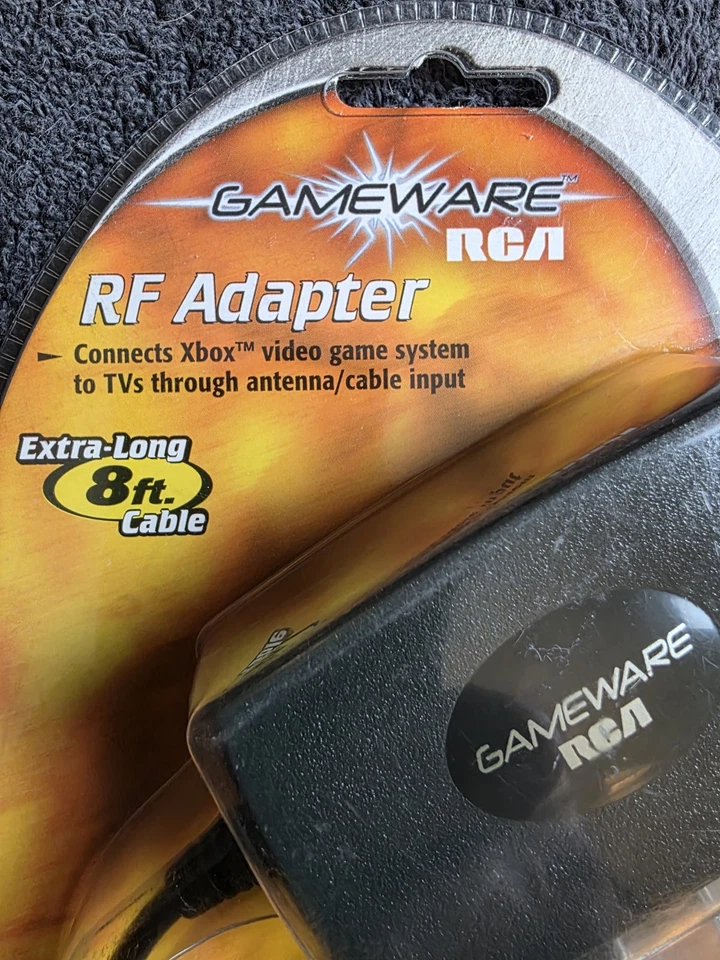 GAMEWARE™
RCA
RF Adapter
► Connects Xbox™ video game system
to TVs through antenna/cable input
Extra-Long
8ft.
Cable
GAMEWARE
RCA